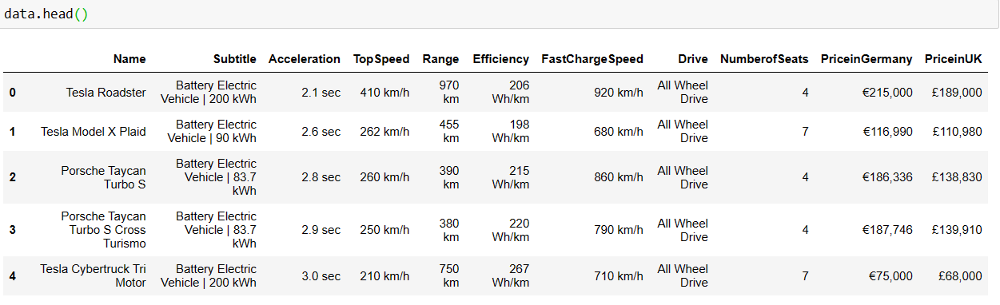 data.head()
Name Subtitle Acceleration TopSpeed Range Efficiency FastChargeSpeed Drive NumberofSeats PriceinGermany PriceinUK
0 Tesla Roadster Battery Electric Vehicle | 200 kWh 2.1 sec 410 km/h 970 km 206 Wh/km 920 km/h All Wheel Drive 4 €215,000 £189,000
1 Tesla Model X Plaid Battery Electric Vehicle | 90 kWh 2.6 sec 262 km/h 455 km 198 Wh/km 680 km/h All Wheel Drive 7 €116,990 £110,980
2 Porsche Taycan Turbo S Battery Electric Vehicle | 83.7 kWh 2.8 sec 260 km/h 390 km 215 Wh/km 860 km/h All Wheel Drive 4 €186,336 £138,830
3 Porsche Taycan Turbo S Cross Turismo Battery Electric Vehicle | 83.7 kWh 2.9 sec 250 km/h 380 km 220 Wh/km 790 km/h All Wheel Drive 4 €187,746 £139,910
4 Tesla Cybertruck Tri Motor Battery Electric Vehicle | 200 kWh 3.0 sec 210 km/h 750 km 267 Wh/km 710 km/h All Wheel Drive 7 €75,000 £68,000